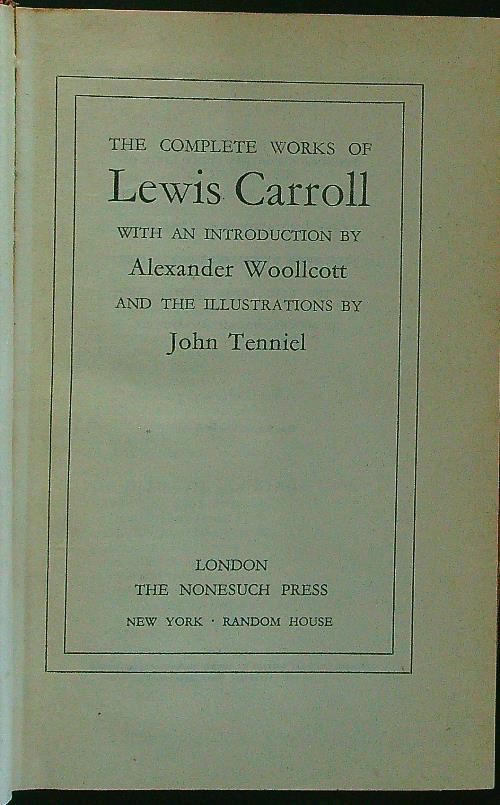 THE COMPLETE WORKS OF
Lewis Carroll
WITH AN INTRODUCTION BY
Alexander Woollcott
AND THE ILLUSTRATIONS BY
John Tenniel
LONDON
THE NONESUCH PRESS
NEW YORK · RANDOM HOUSE